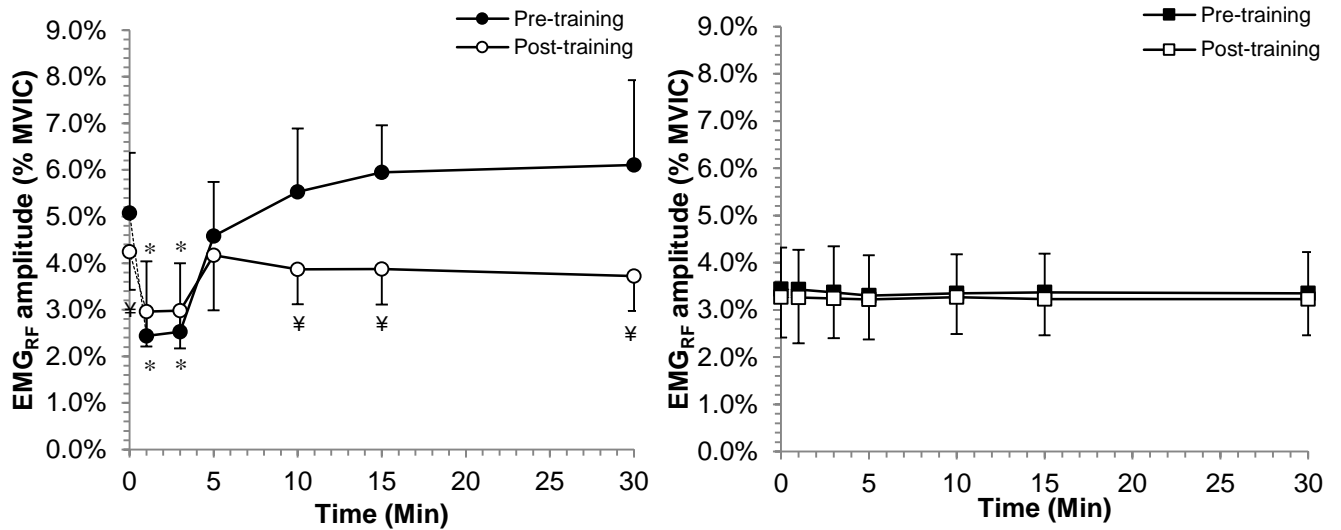 Pre-training
Post-training
9.0%
8.0%
7.0%
6.0%
5.0%
4.0%
3.0%
2.0%
1.0%
0.0%
EMG_RF amplitude (% MVIC)
* *
¥ ¥ ¥ ¥
* *
0 5 10 15 20 25 30
Time (Min)
Pre-training
Post-training
9.0%
8.0%
7.0%
6.0%
5.0%
4.0%
3.0%
2.0%
1.0%
0.0%
EMG_RF amplitude (% MVIC)
0 5 10 15 20 25 30
Time (Min)